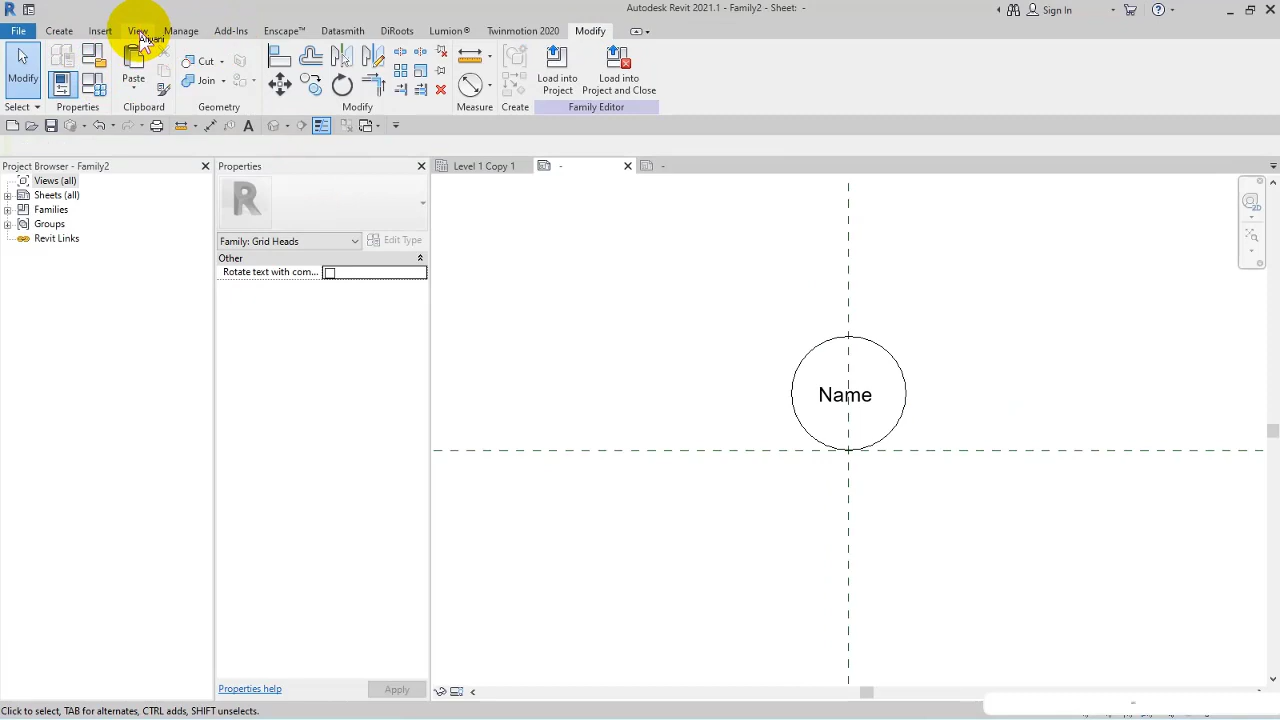 Autodesk Revit 2021.1 - Family2 - Sheet: -
Sign In
File Create Insert View Manage Add-Ins Enscape™ Datasmith DiRoots Lumion® Twinmotion 2020 Modify
Modify
Paste
Cut
Join
Load into
Project
Load into
Project and Close
Select Properties Clipboard Geometry Modify Measure Create Family Editor
Project Browser - Family2
Views (all)
Sheets (all)
Families
Groups
Revit Links
Properties
R
Family: Grid Heads
Edit Type
Other
Rotate text with com...
Properties help
Apply
Level 1 Copy 1
-
-
2D
Name
Click to select, TAB for alternates, CTRL adds, SHIFT unselects.